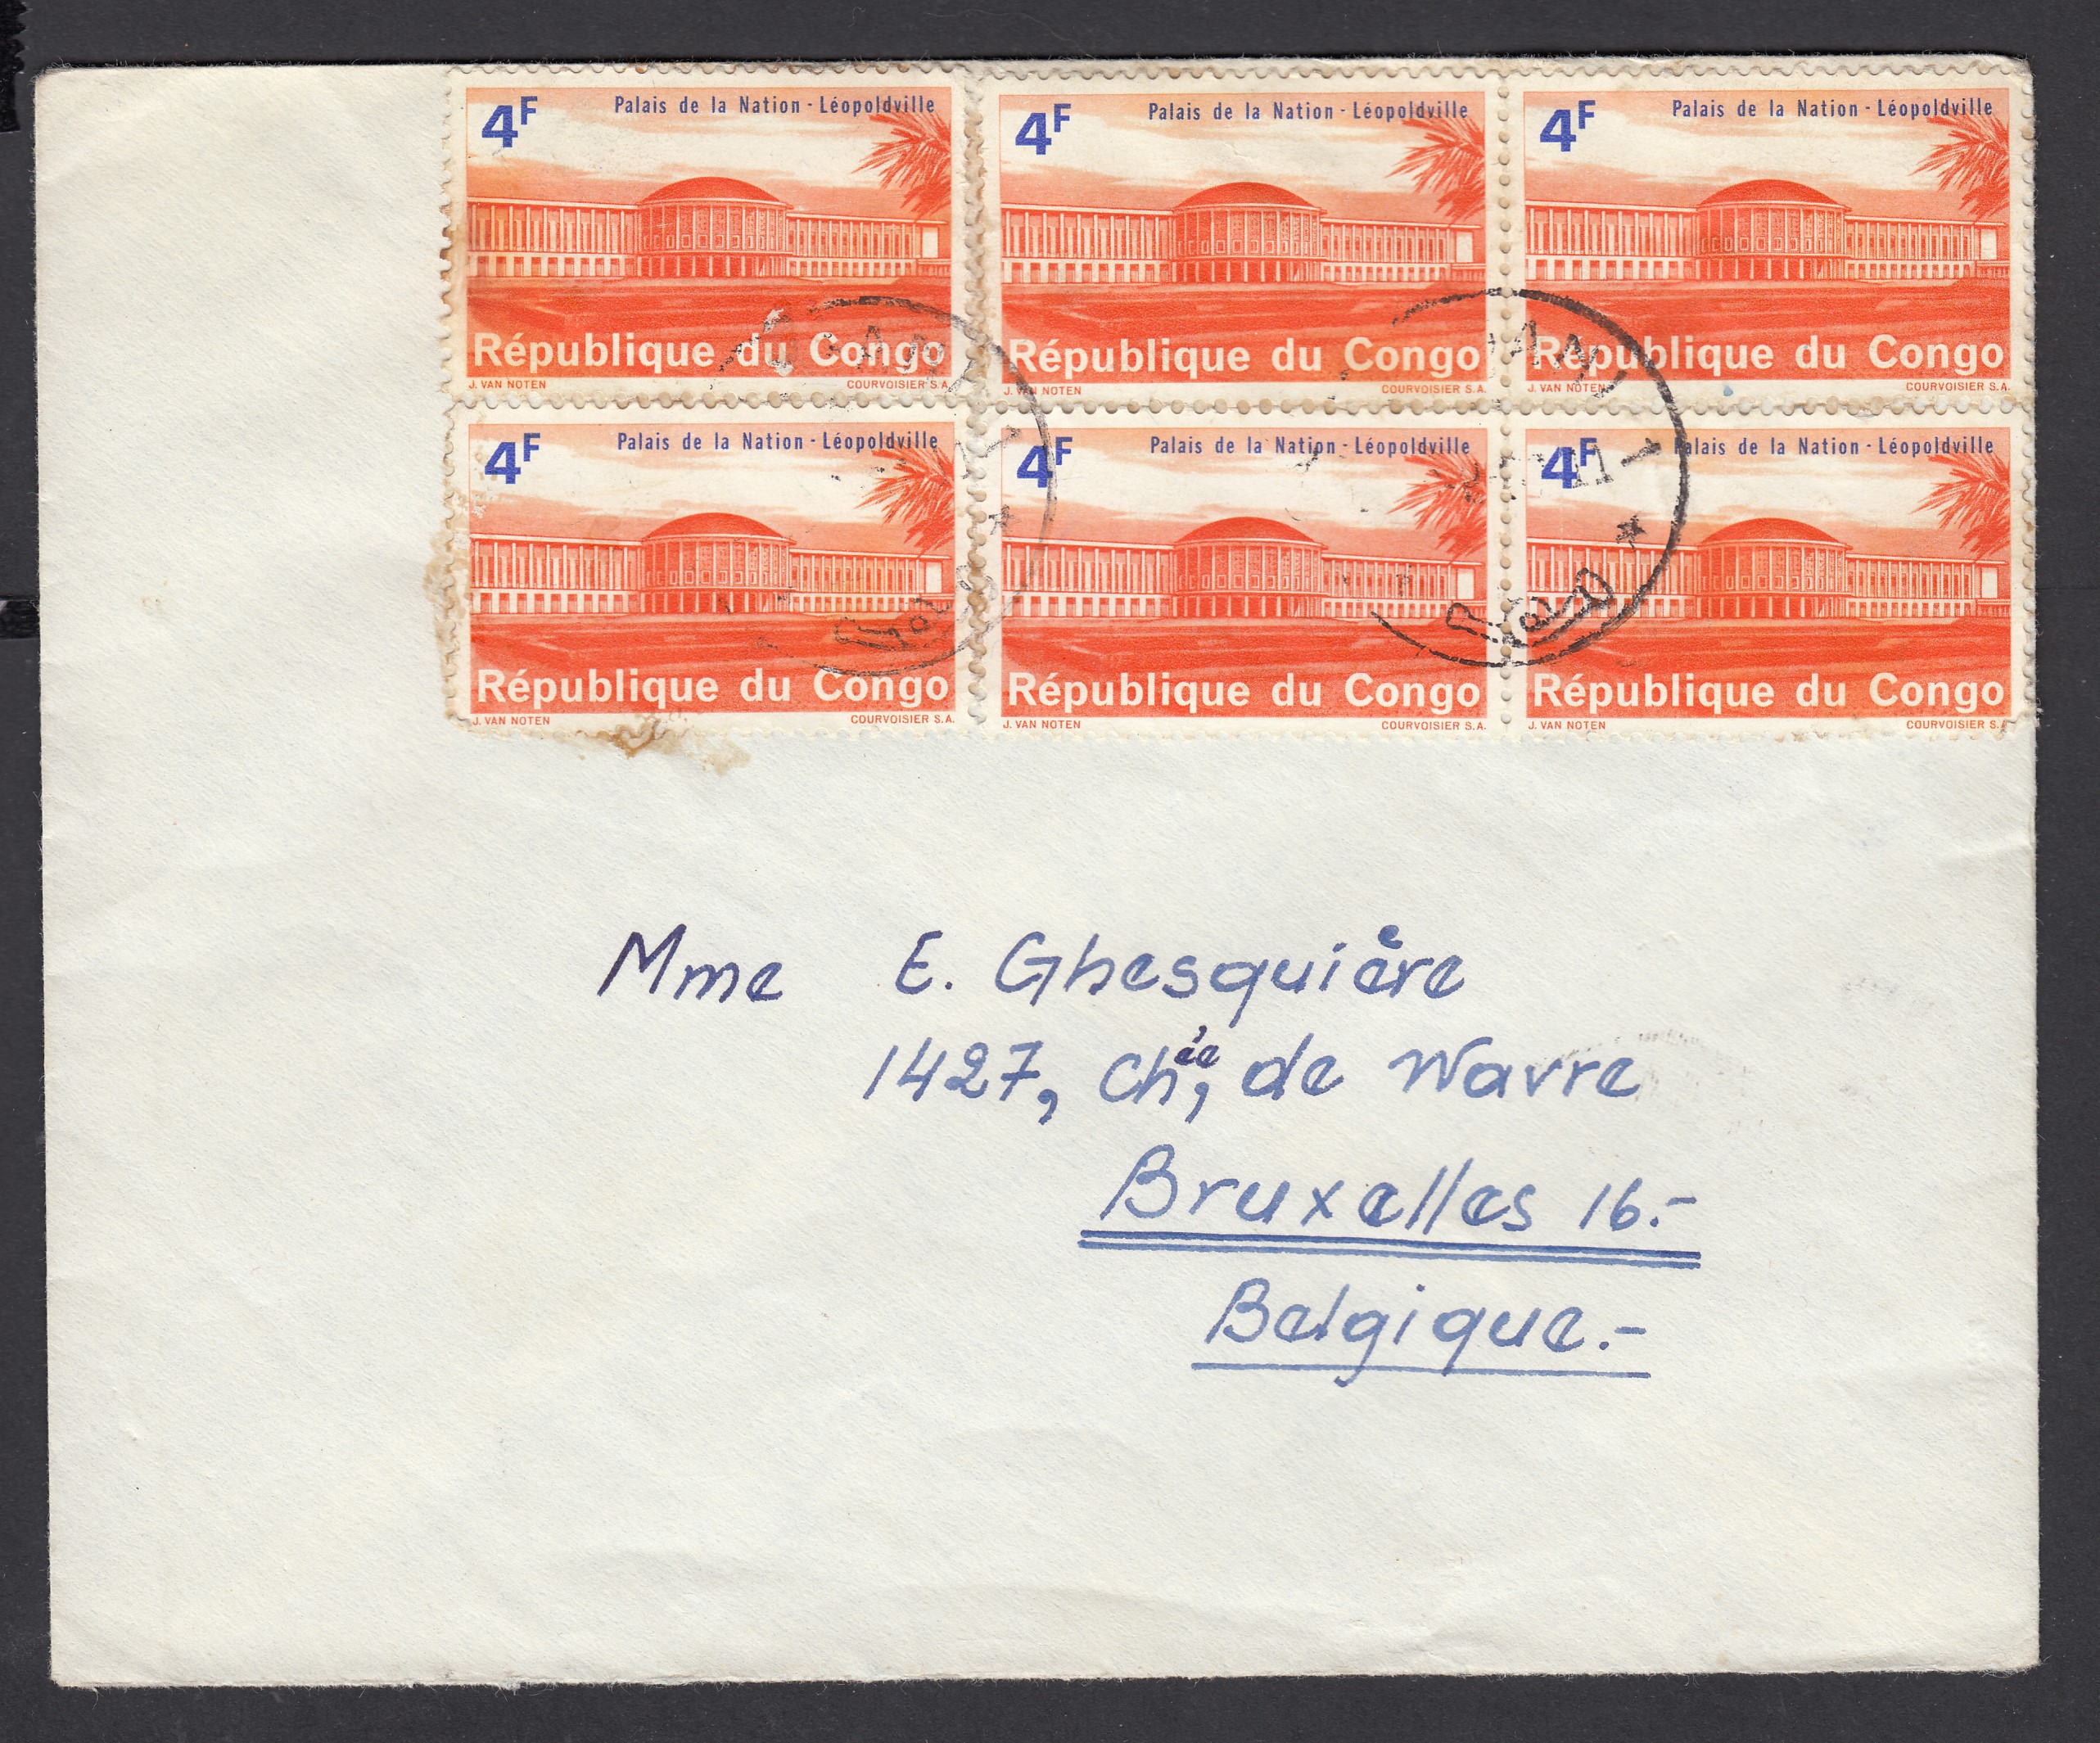 4F Palais de la Nation - Léopoldville
République du Congo
J. VAN NOTEN COURVOISIER S.A.
4F Palais de la Nation - Léopoldville
République du Congo
J. VAN NOTEN COURVOISIER S.A.
4F Palais de la Nation - Léopoldville
République du Congo
J. VAN NOTEN COURVOISIER S.A.
4F Palais de la Nation - Léopoldville
République du Congo
J. VAN NOTEN COURVOISIER S.A.
4F Palais de la Nation - Léopoldville
République du Congo
J. VAN NOTEN COURVOISIER S.A.
4F Palais de la Nation - Léopoldville
République du Congo
J. VAN NOTEN COURVOISIER S.A.
Mme E. Ghesquière
1427, Chée, de Wavre
Bruxelles 16.-
Belgique.-